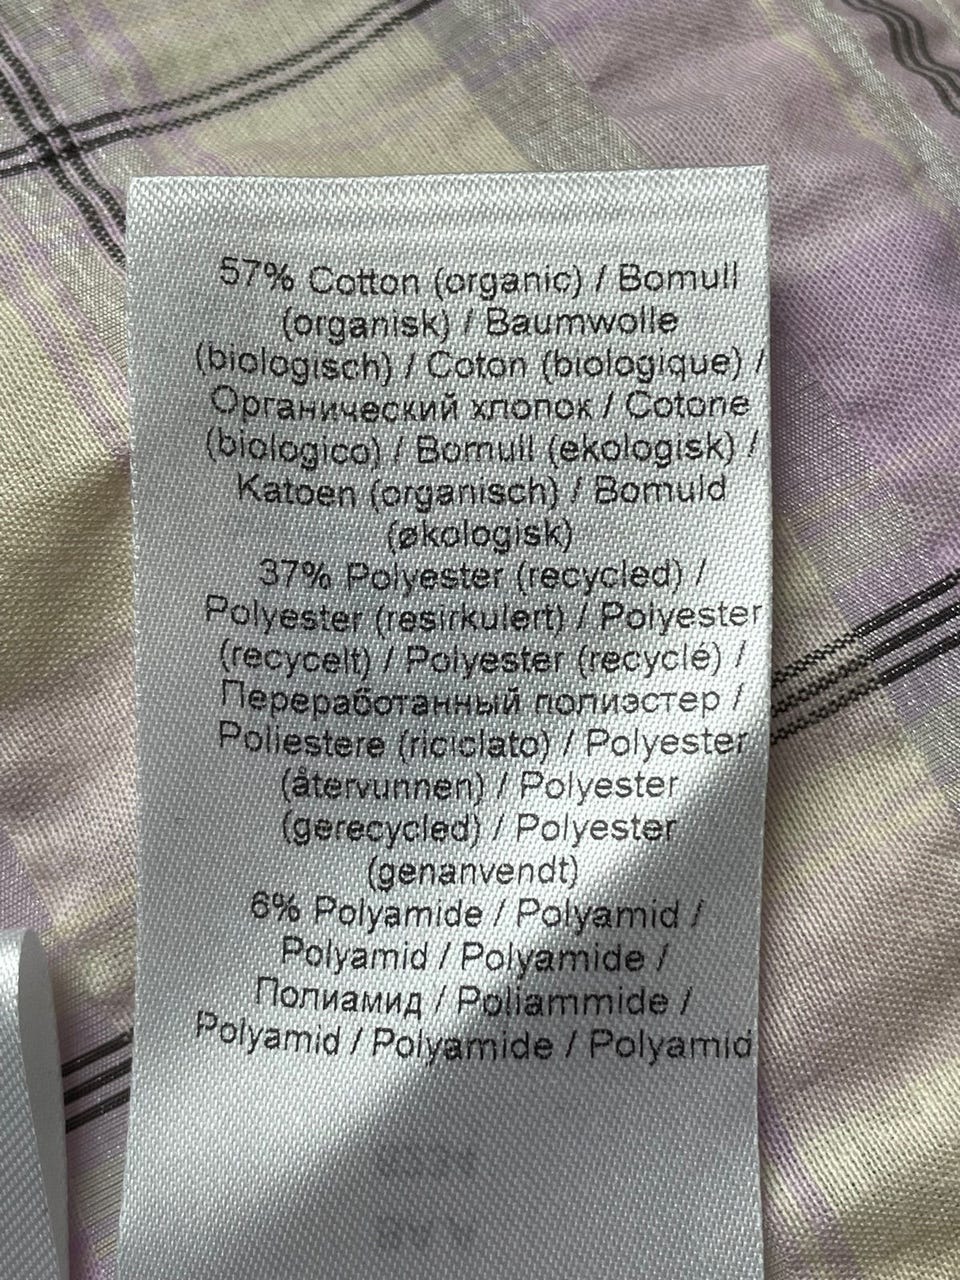 57% Cotton (organic) / Bomull
(organisk) / Baumwolle
(biologisch) / Coton (biologique) /
Органический хлопок / Cotone
(biologico) / Bomull (ekologisk) /
Katoen (organisch) / Bomuld
(økologisk)
37% Polyester (recycled) /
Polyester (resirkulert) / Polyester
(recycelt) / Polyester (recyclé) /
Переработанный полиэстер /
Poliestere (riciclato) / Polyester
(återvunnen) / Polyester
(gerecycled) / Polyester
(genanvendt)
6% Polyamide / Polyamid /
Polyamid / Polyamide /
Полиамид / Poliammide /
Polyamid / Polyamide / Polyamid